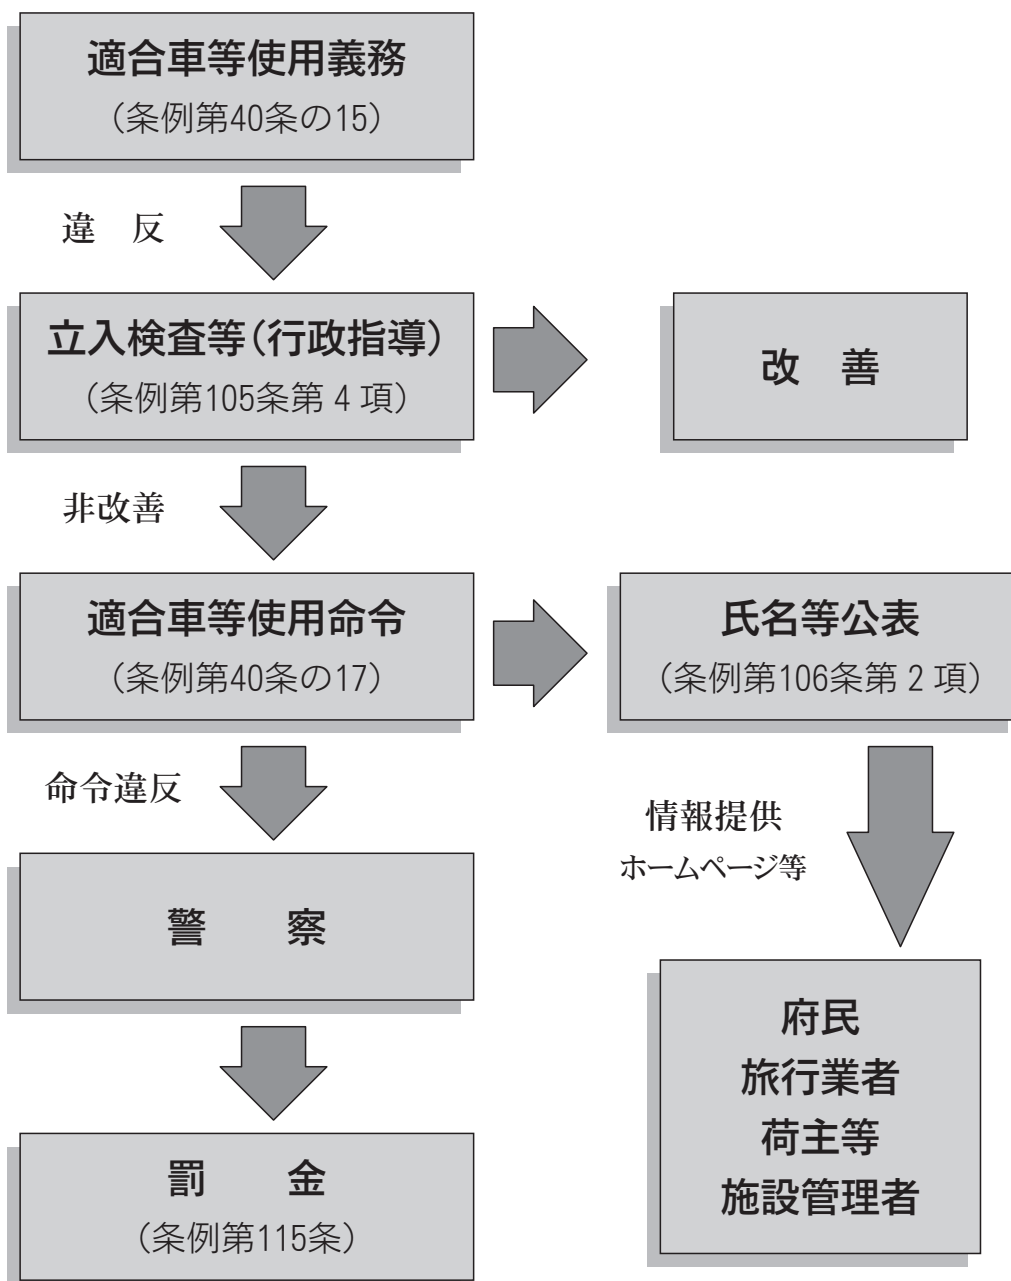 適合車等使用義務
（条例第40条の15）
違　反
立入検査等（行政指導）
（条例第105条第４項）
改　善
非改善
適合車等使用命令
（条例第40条の17）
氏名等公表
（条例第106条第２項）
命令違反
情報提供
ホームページ等
警　　察
府民
旅行業者
荷主等
施設管理者
罰　　金
（条例第115条）